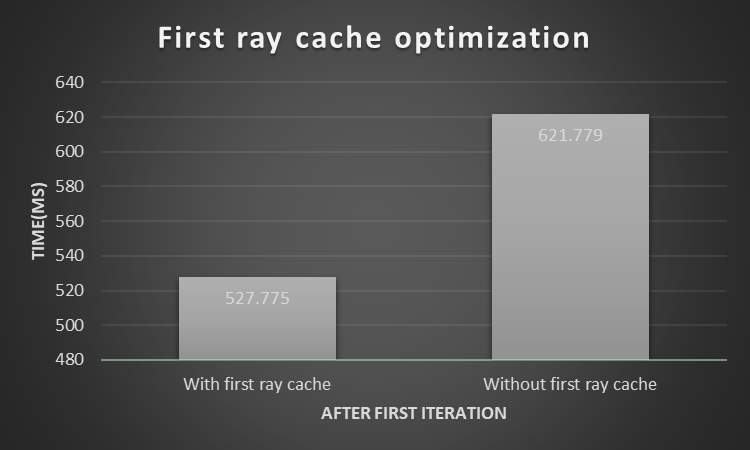 First ray cache optimization
640
620
600
580
560
540
520
500
480
TIME(MS)
527.775
621.779
With first ray cache
Without first ray cache
AFTER FIRST ITERATION